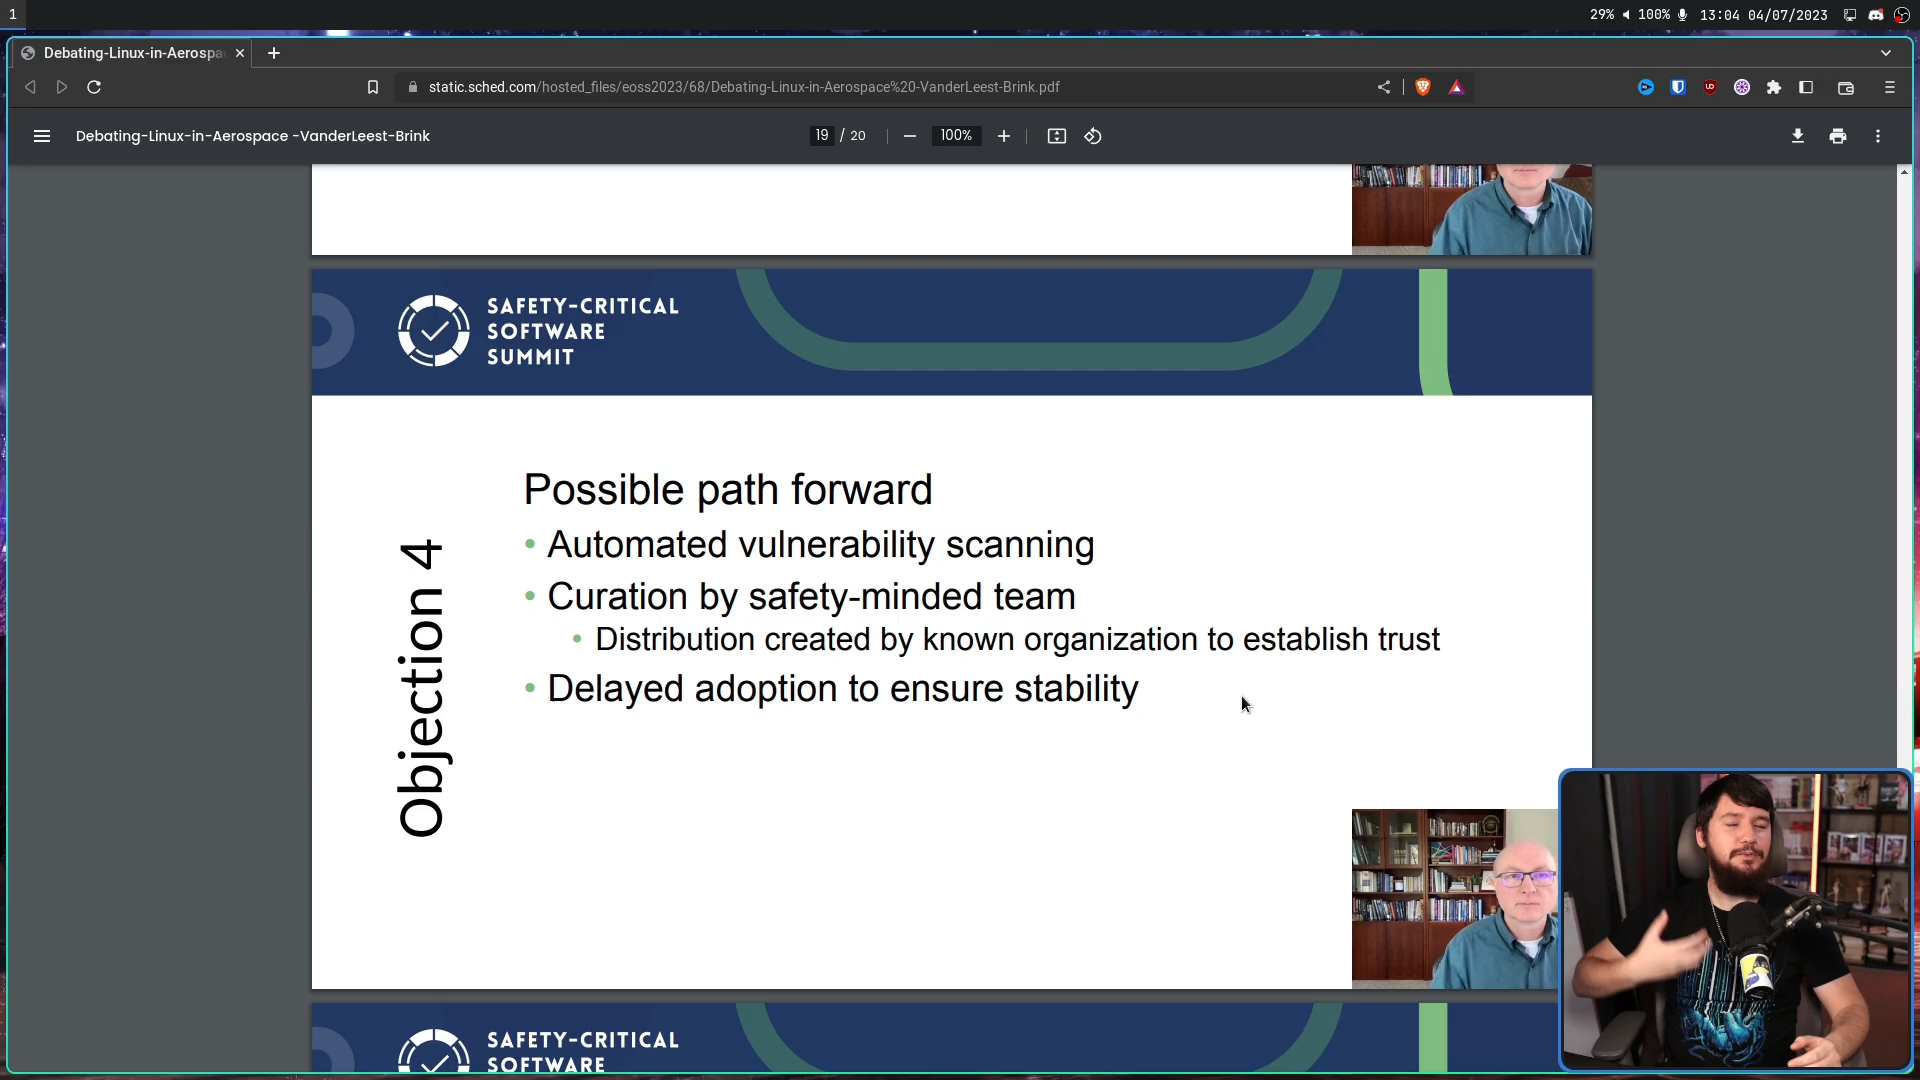 1
29% 100% 13:04 04/07/2023
Debating-Linux-in-Aerospa
static.sched.com/hosted_files/eoss2023/68/Debating-Linux-in-Aerospace%20-VanderLeest-Brink.pdf
Debating-Linux-in-Aerospace -VanderLeest-Brink
19 / 20
100%
SAFETY-CRITICAL
SOFTWARE
SUMMIT
Objection 4
Possible path forward
• Automated vulnerability scanning
• Curation by safety-minded team
• Distribution created by known organization to establish trust
• Delayed adoption to ensure stability
SAFETY-CRITICAL
SOFTWARE